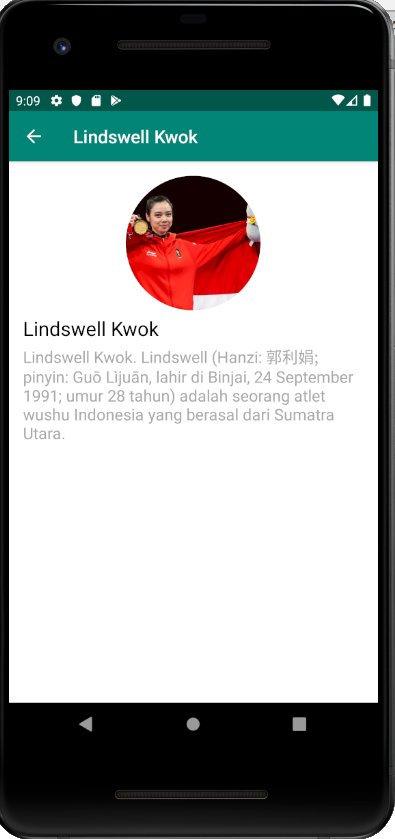 9:09
Lindswell Kwok
Lindswell Kwok
Lindswell Kwok. Lindswell (Hanzi: 郭利娟;
pinyin: Guō Lìjuān, lahir di Binjai, 24 September
1991; umur 28 tahun) adalah seorang atlet
wushu Indonesia yang berasal dari Sumatra
Utara.